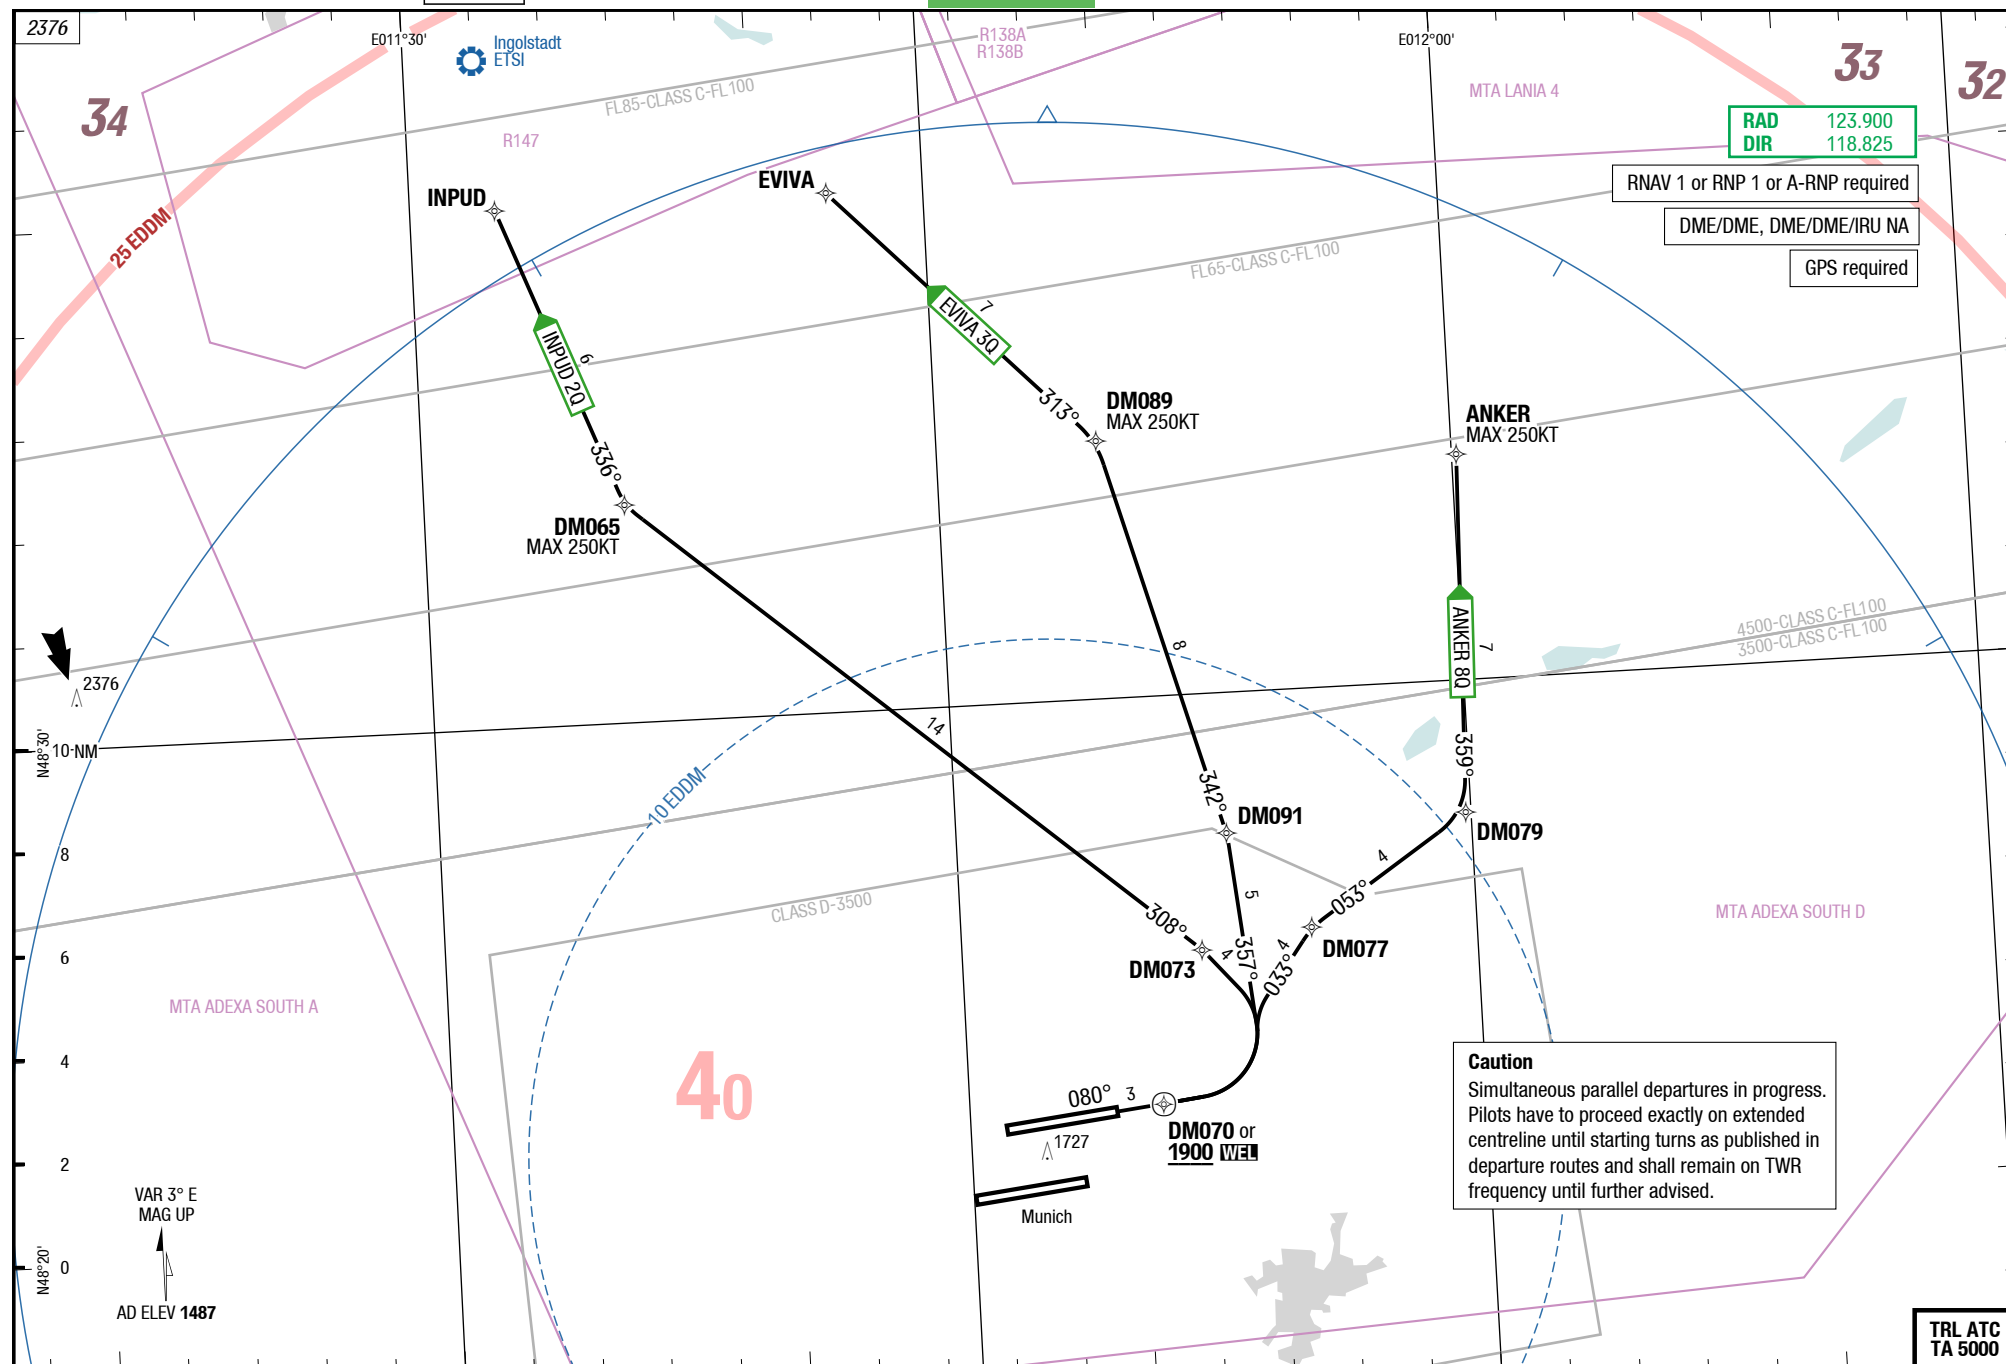 2376
E011°30'
Ingolstadt
ETSI
R138A
R138B
E012°00'
33
32
34
FL85-CLASS C-FL100
MTA LANIA 4
R147
RAD 123.900
DIR 118.825
RNAV 1 or RNP 1 or A-RNP required
DME/DME, DME/DME/IRU NA
GPS required
INPUD
EVIVA
25 EDDM
FL65-CLASS C-FL100
7
EVIVA 3Q
6
INPUD 2Q
313°
DM089
MAX 250KT
ANKER
MAX 250KT
336°
DM065
MAX 250KT
4500-CLASS C-FL100
3500-CLASS C-FL100
8
7
ANKER 8Q
2376
14
N48°30'
10 NM
359°
342°
10 EDDM
DM091
DM079
8
4
5
053°
CLASS D-3500
MTA ADEXA SOUTH D
308°
357°
4
4
033°
DM077
DM073
6
MTA ADEXA SOUTH A
4
40
080°
3
DM070 or
1900 WEL
1727
Caution
Simultaneous parallel departures in progress.
Pilots have to proceed exactly on extended
centreline until starting turns as published in
departure routes and shall remain on TWR
frequency until further advised.
2
VAR 3° E
MAG UP
Munich
N48°20'
0
AD ELEV 1487
TRL ATC
TA 5000